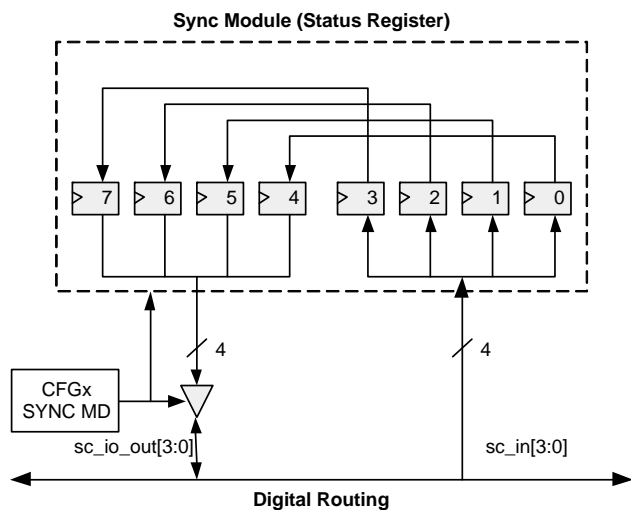 Sync Module (Status Register)
7 6 5 4 3 2 1 0
4 4
CFGx
SYNC MD
sc_io_out[3:0] sc_in[3:0]
Digital Routing